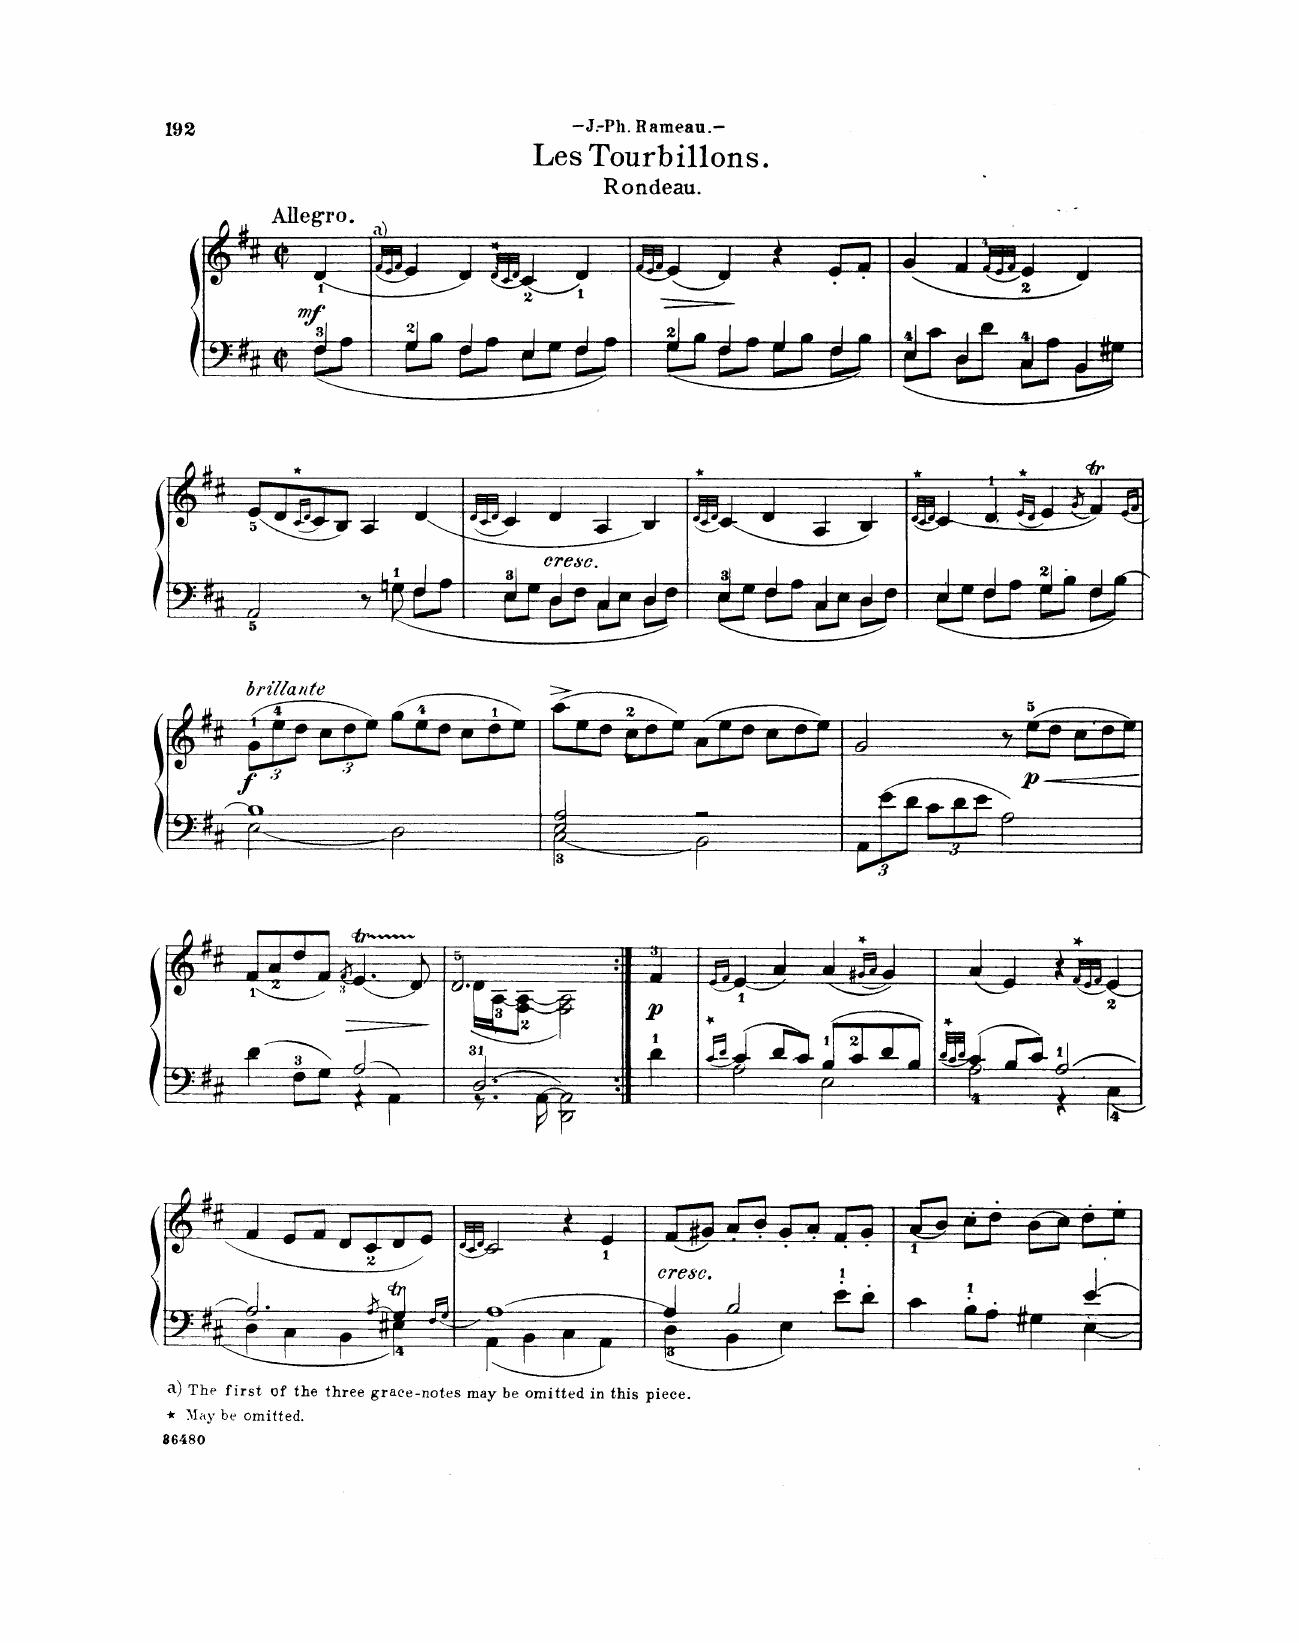 192
—J.-Ph. Rameau.—
Les Tourbillons.
Rondeau.
Allegro.
a)
mf
cresc.
brillante
f
p
p
cresc.
a) The first of the three grace-notes may be omitted in this piece.
★ May be omitted.
36480